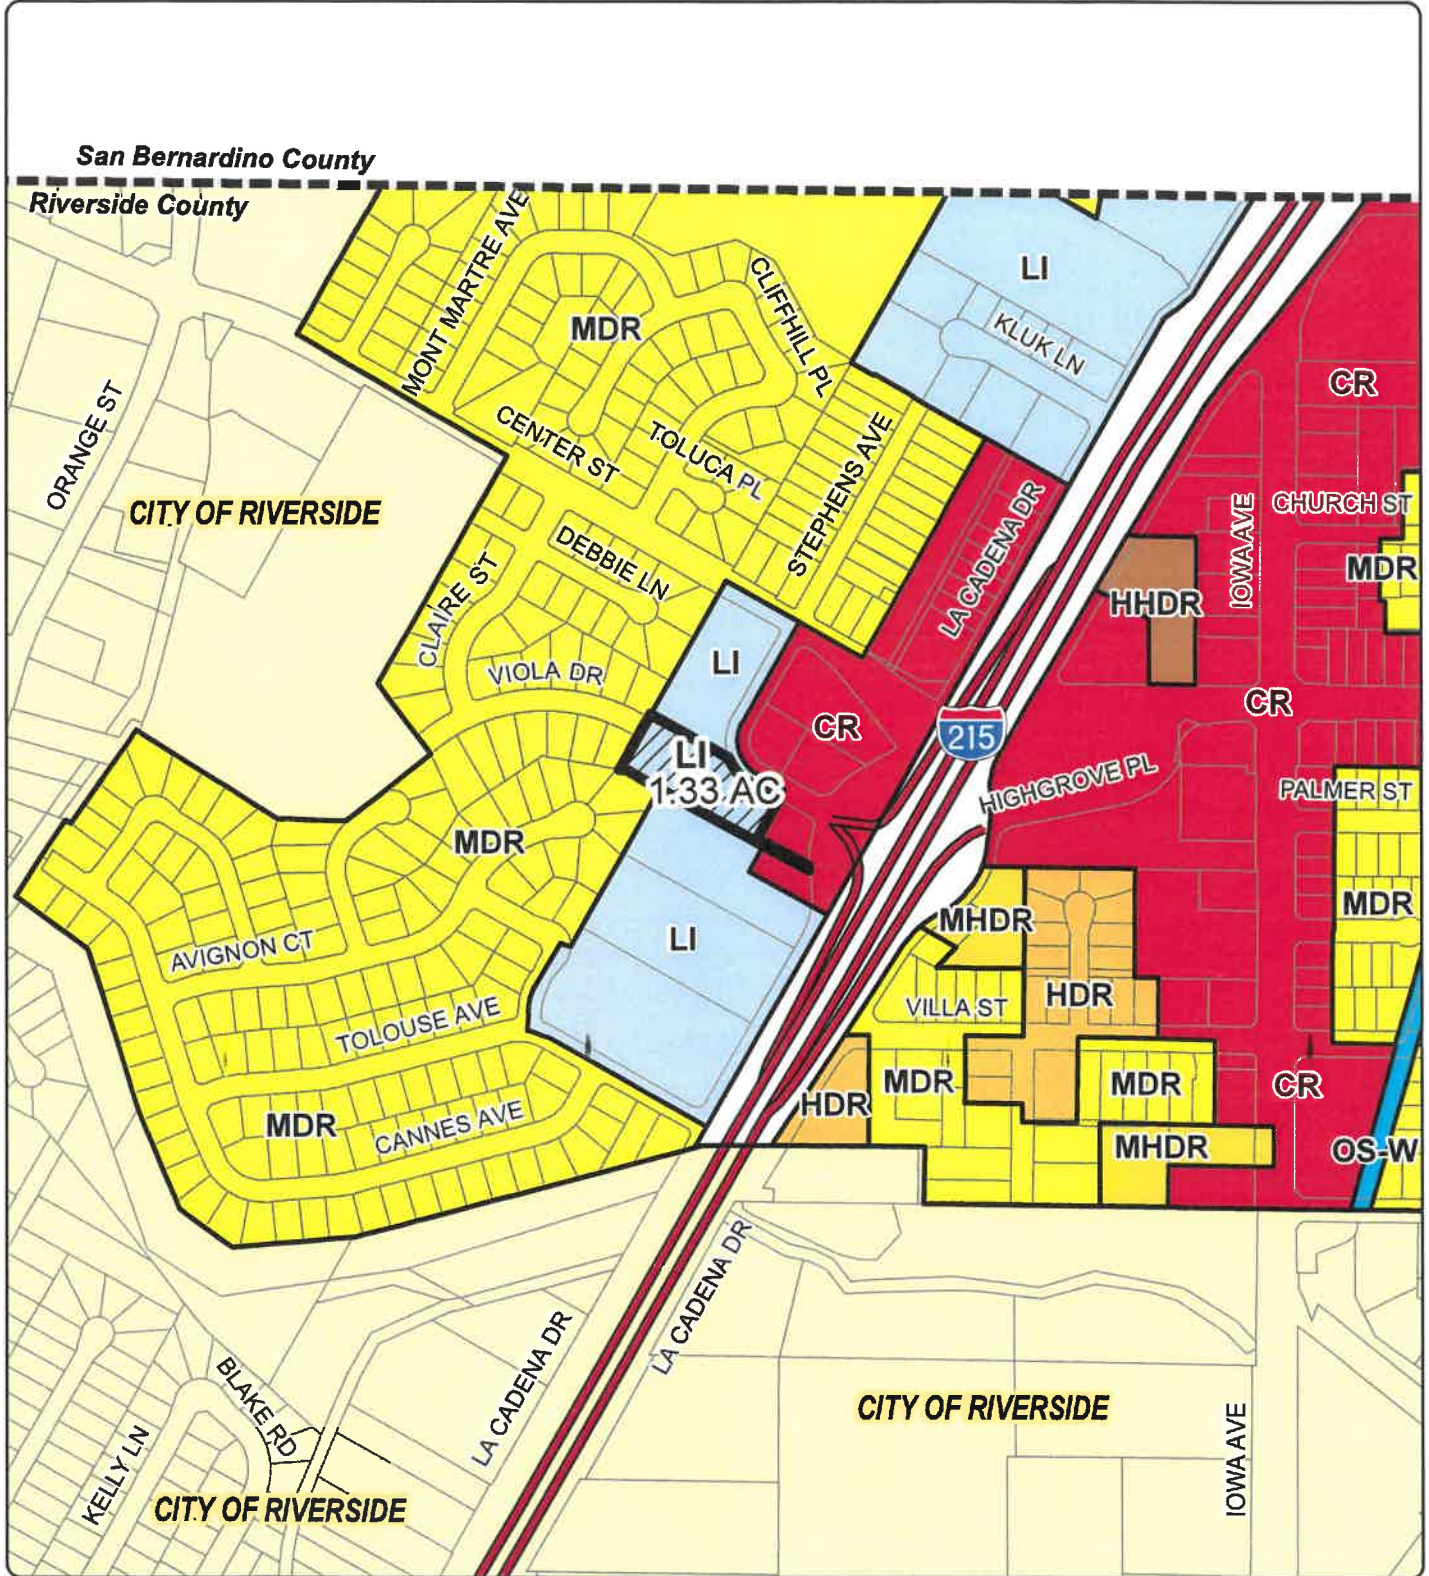 San Bernardino County
Riverside County
MONT MARTRE AVE
CLIFFHILL PL
LI
KLUK LN
MDR
CR
ORANGE ST
CENTER ST
TOLUCA PL
STEPHENS AVE
LA CADENA DR
IOWA AVE
CHURCH ST
CITY OF RIVERSIDE
DEBBIE LN
CLAIRE ST
MDR
HHDR
VIOLA DR
LI
CR
CR
215
LI
1.33 AC
HIGHGROVE PL
PALMER ST
MDR
MDR
MHDR
LI
AVIGNON CT
HDR
VILLA ST
TOLOUSE AVE
MDR
MDR
CR
HDR
MDR
CANNES AVE
MHDR
OS-W
LA CADENA DR
LA CADENA DR
BLAKE RD
KELLY LN
CITY OF RIVERSIDE
IOWA AVE
CITY OF RIVERSIDE